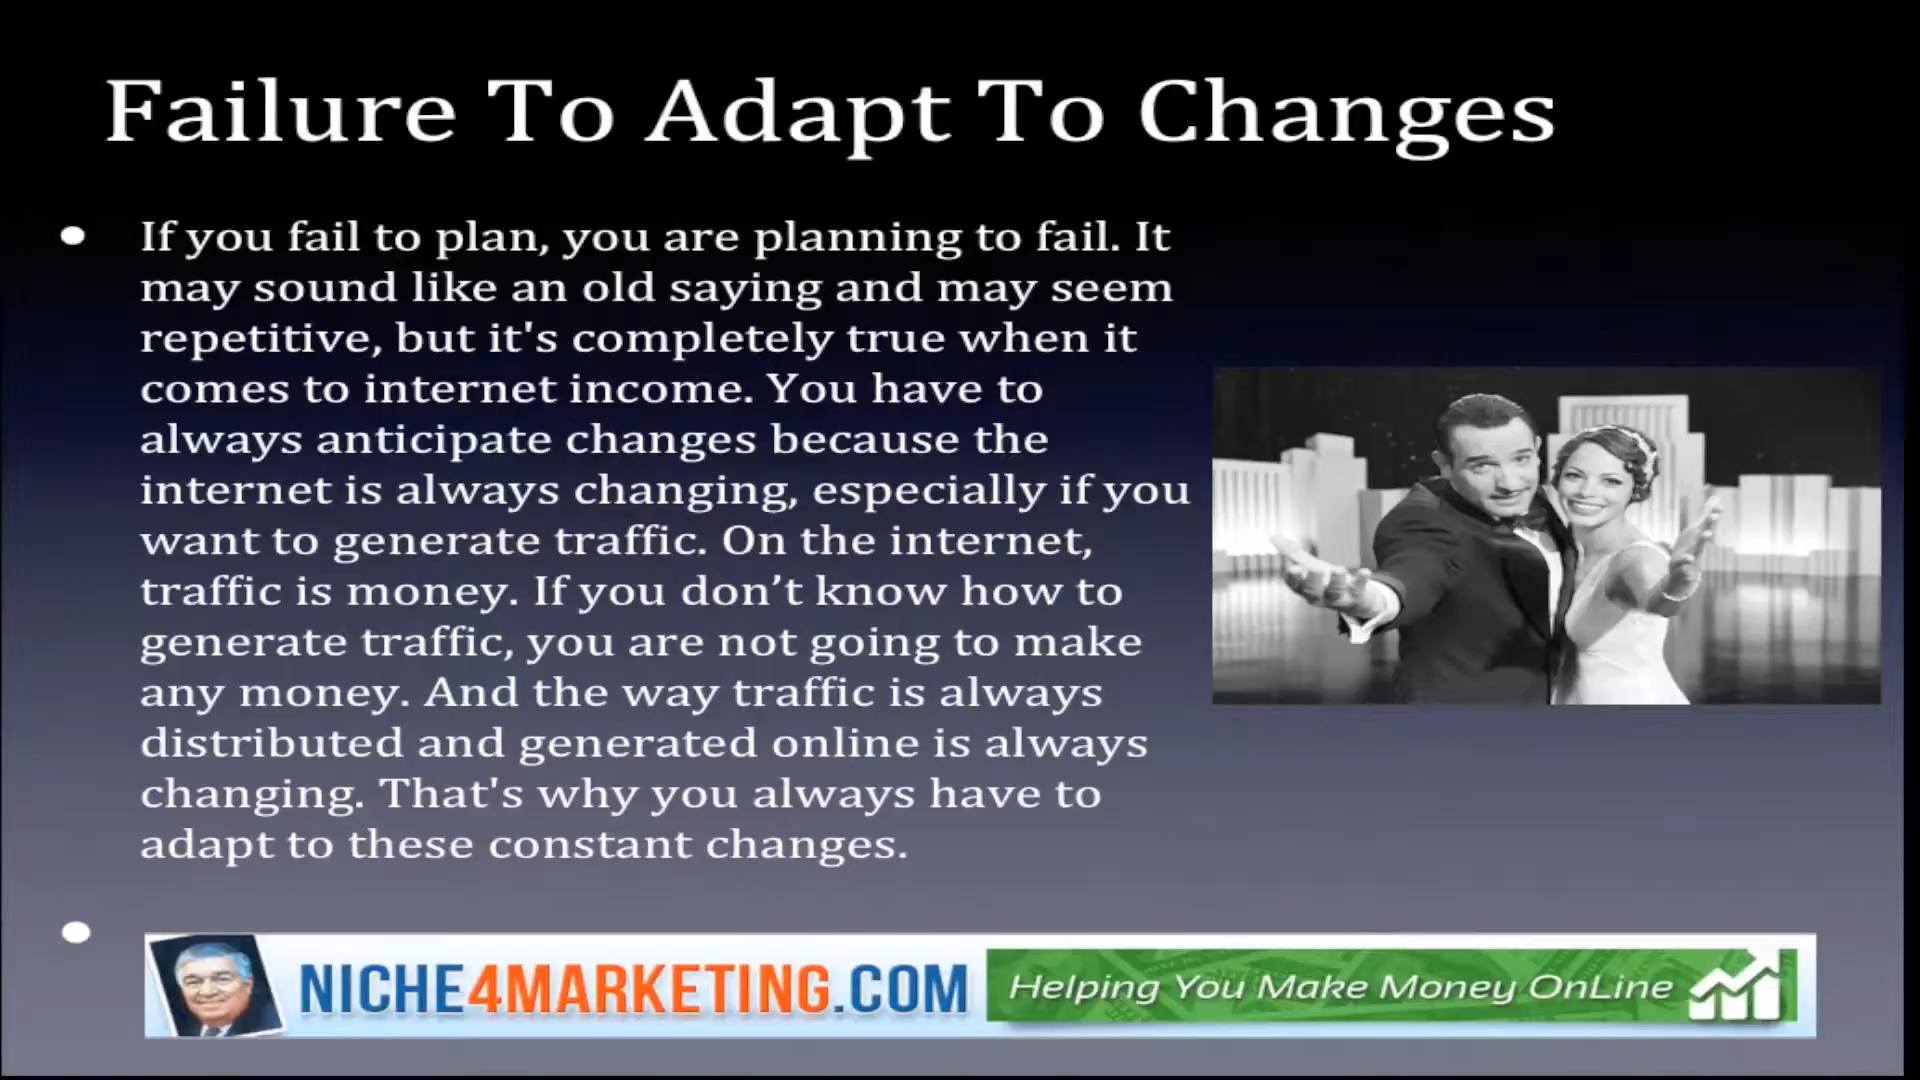 Failure To Adapt To Changes
If you fail to plan, you are planning to fail. It
may sound like an old saying and may seem
repetitive, but it's completely true when it
comes to internet income. You have to
always anticipate changes because the
internet is always changing, especially if you
want to generate traffic. On the internet,
traffic is money. If you don’t know how to
generate traffic, you are not going to make
any money. And the way traffic is always
distributed and generated online is always
changing. That's why you always have to
adapt to these constant changes.
NICHE4MARKETING.COM Helping You Make Money OnLine